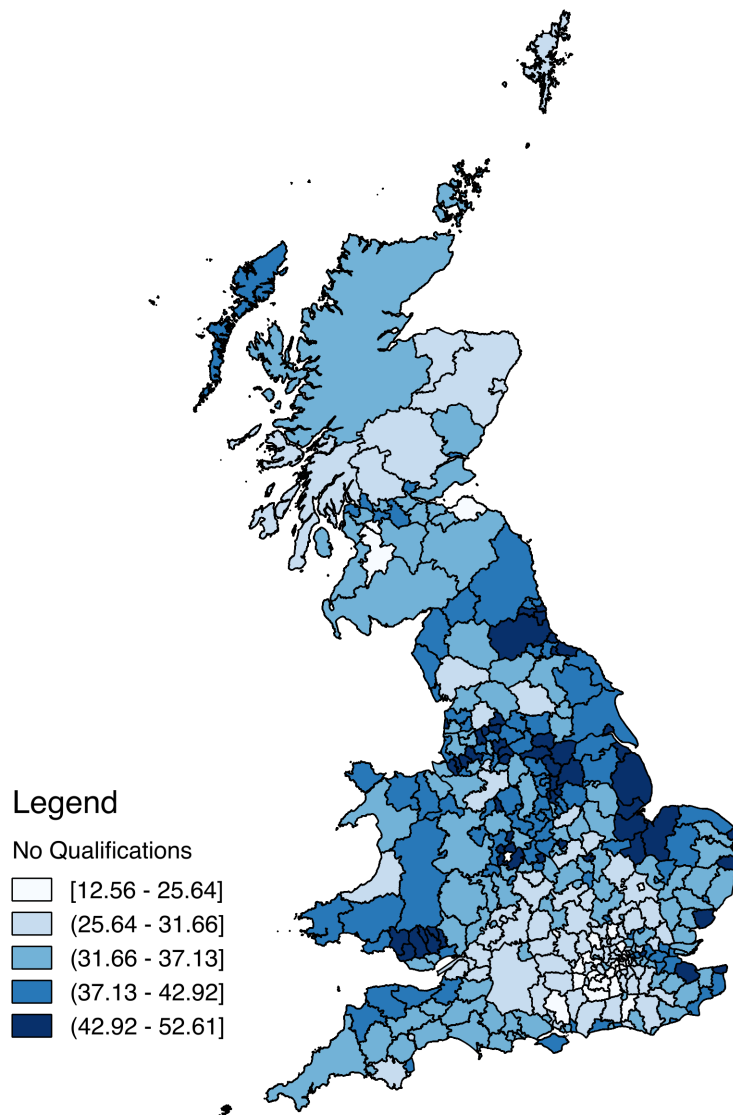 Legend
No Qualifications
[12.56 - 25.64]
(25.64 - 31.66]
(31.66 - 37.13]
(37.13 - 42.92]
(42.92 - 52.61]